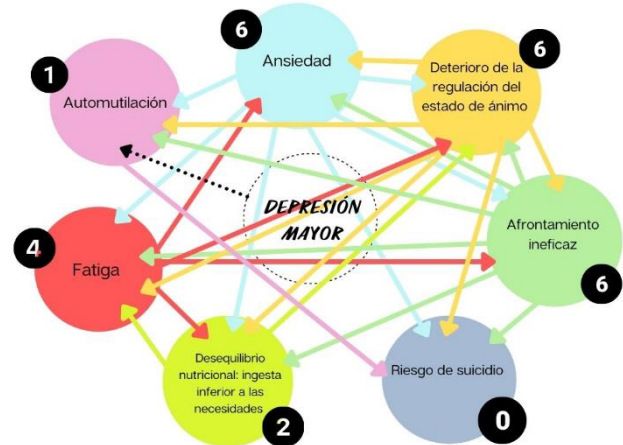 6
Ansiedad
6
Deterioro de la
regulación del
estado de ánimo
1
Automutilación
DEPRESIÓN
MAYOR
Afrontamiento
ineficaz
6
4
Fatiga
Desequilibrio
nutricional: ingesta
inferior a las
necesidades
2
Riesgo de suicidio
0